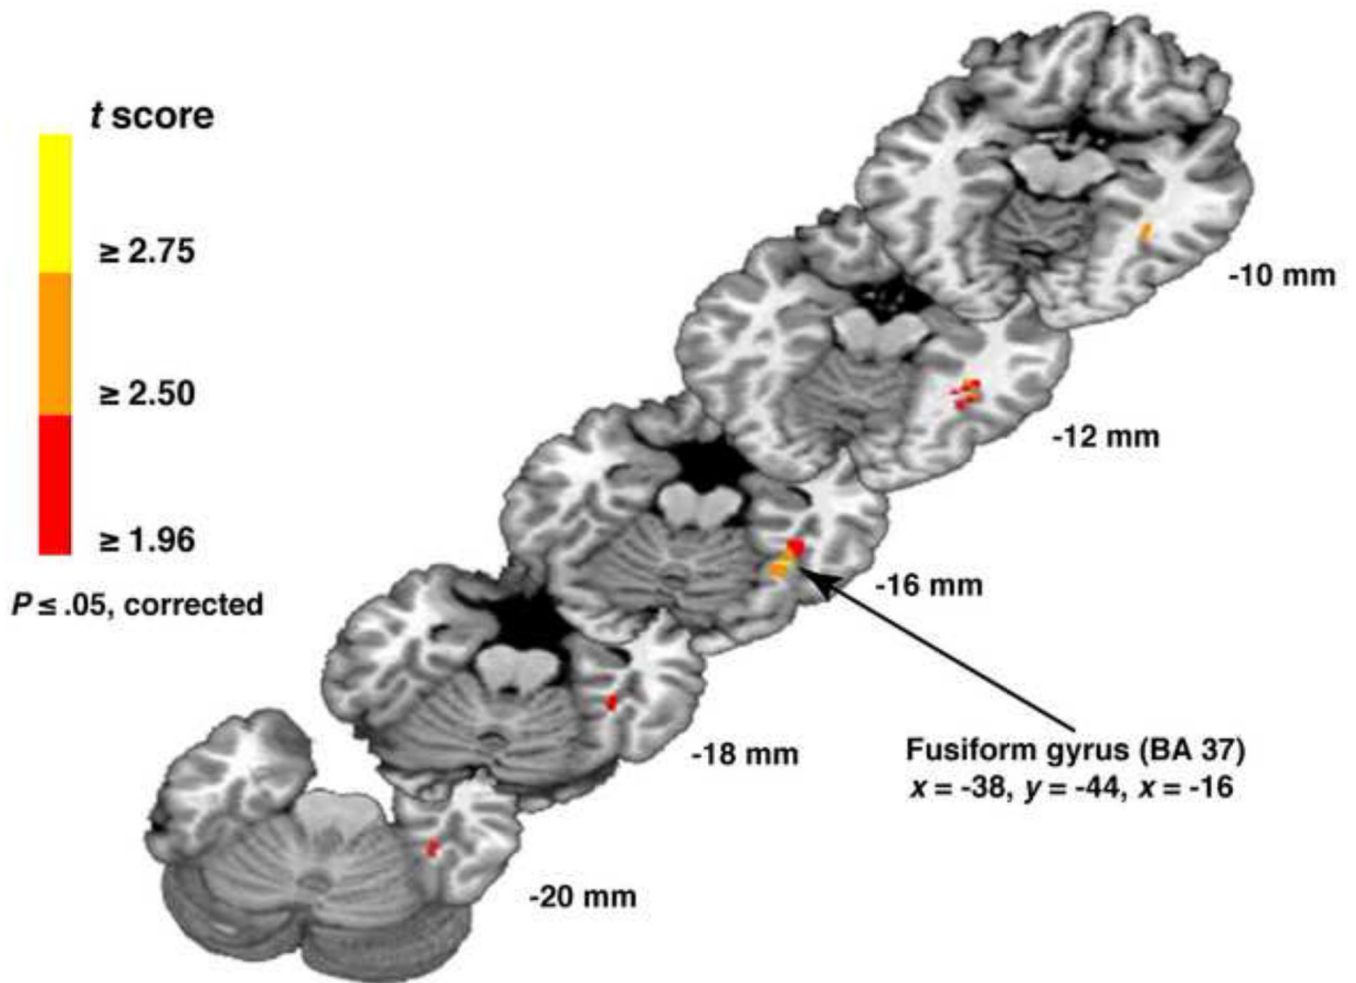 t score
≥ 2.75
≥ 2.50
≥ 1.96
P ≤ .05, corrected
-10 mm
-12 mm
-16 mm
-18 mm
-20 mm
Fusiform gyrus (BA 37)
x = -38, y = -44, x = -16